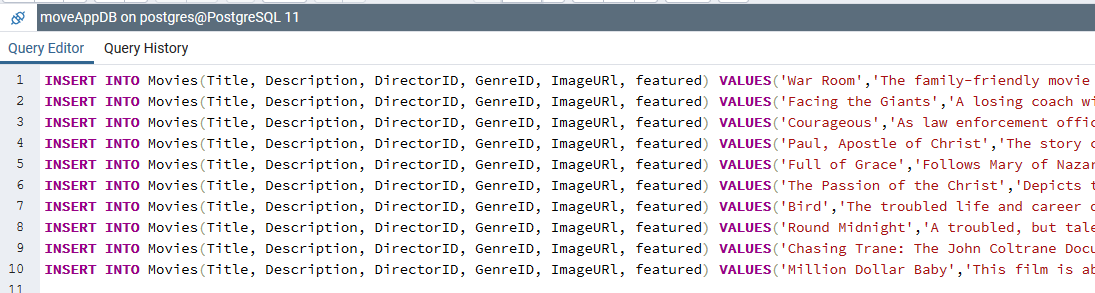 moveAppDB on postgres@PostgreSQL 11
Query Editor Query History
1 INSERT INTO Movies(Title, Description, DirectorID, GenreID, ImageURl, featured) VALUES('War Room','The family-friendly movie
2 INSERT INTO Movies(Title, Description, DirectorID, GenreID, ImageURl, featured) VALUES('Facing the Giants','A losing coach wi
3 INSERT INTO Movies(Title, Description, DirectorID, GenreID, ImageURl, featured) VALUES('Courageous','As law enforcement offic
4 INSERT INTO Movies(Title, Description, DirectorID, GenreID, ImageURl, featured) VALUES('Paul, Apostle of Christ','The story o
5 INSERT INTO Movies(Title, Description, DirectorID, GenreID, ImageURl, featured) VALUES('Full of Grace','Follows Mary of Nazar
6 INSERT INTO Movies(Title, Description, DirectorID, GenreID, ImageURl, featured) VALUES('The Passion of the Christ','Depicts t
7 INSERT INTO Movies(Title, Description, DirectorID, GenreID, ImageURl, featured) VALUES('Bird','The troubled life and career o
8 INSERT INTO Movies(Title, Description, DirectorID, GenreID, ImageURl, featured) VALUES('Round Midnight','A troubled, but tale
9 INSERT INTO Movies(Title, Description, DirectorID, GenreID, ImageURl, featured) VALUES('Chasing Trane: The John Coltrane Docu
10 INSERT INTO Movies(Title, Description, DirectorID, GenreID, ImageURl, featured) VALUES('Million Dollar Baby','This film is ab
11